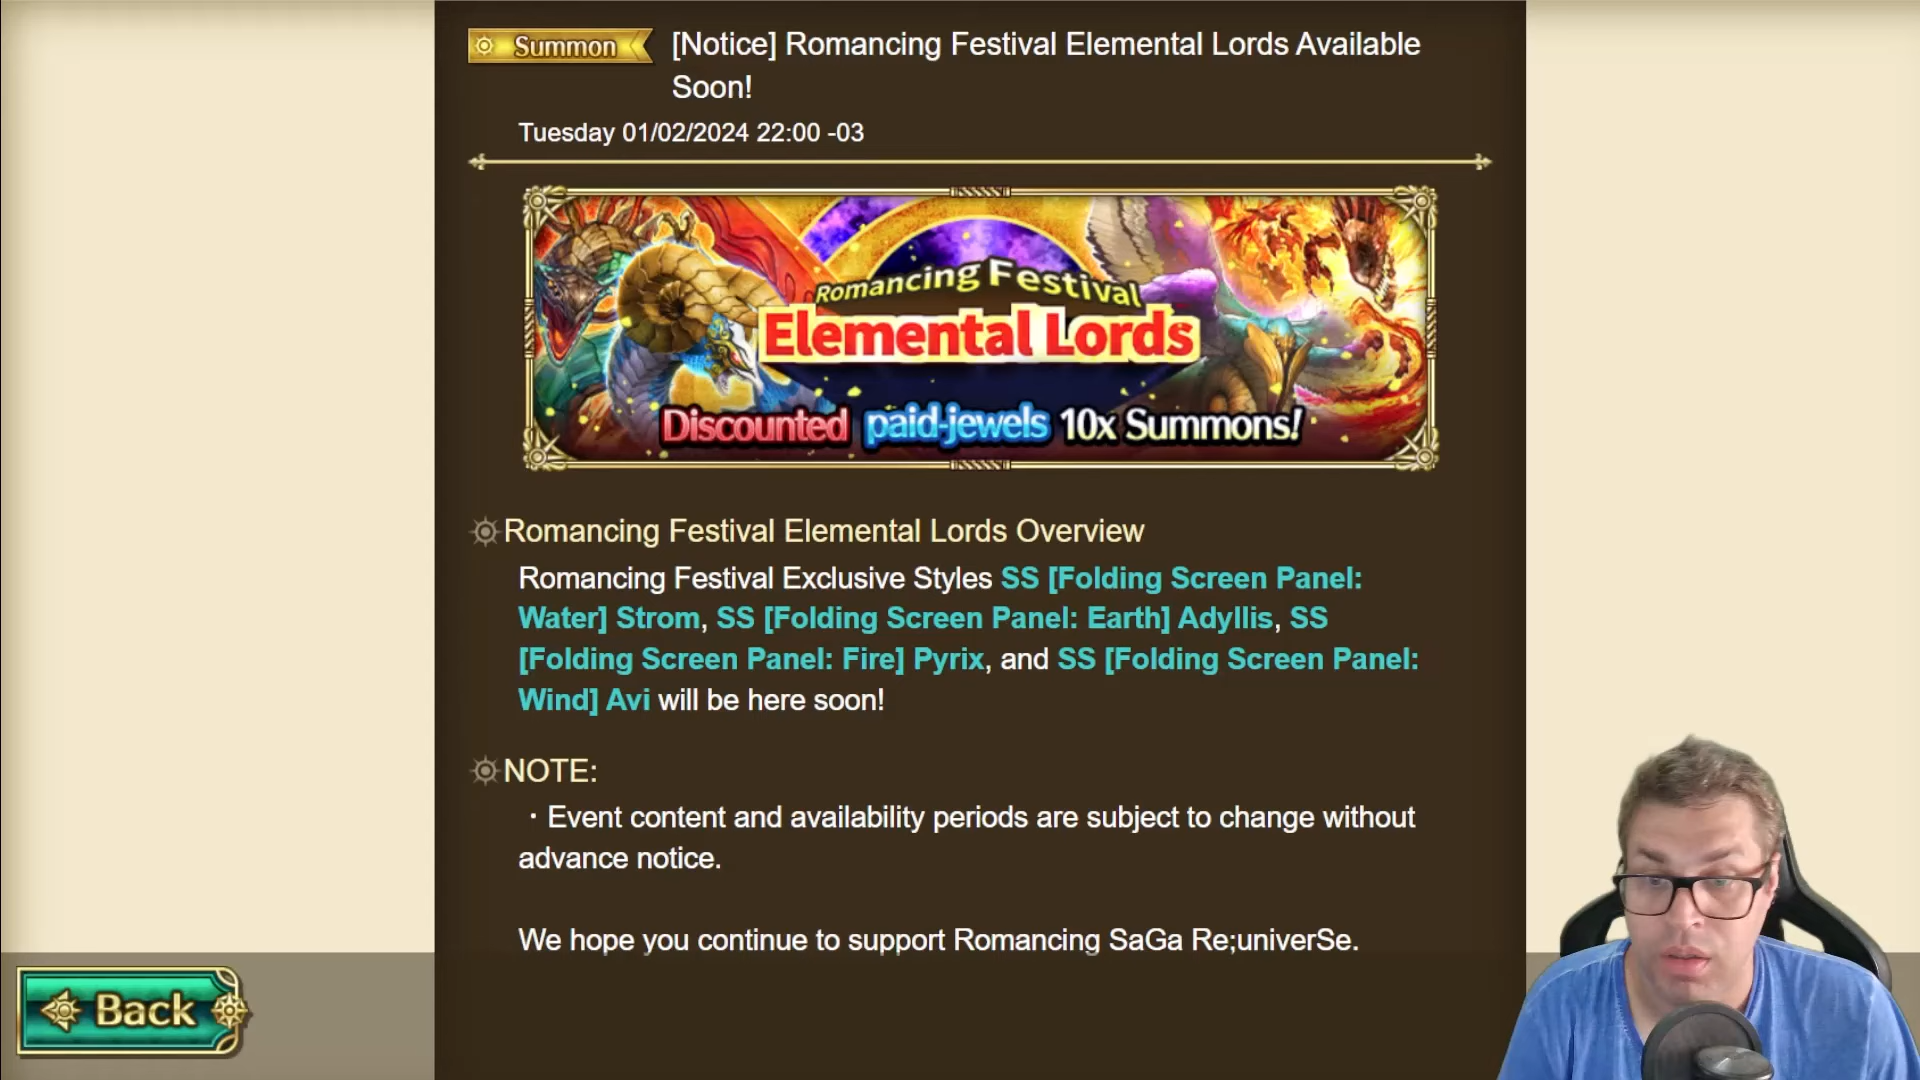 Summon
[Notice] Romancing Festival Elemental Lords Available
Soon!
Tuesday 01/02/2024 22:00 -03
Romancing Festival
Elemental Lords
Discounted paid-jewels 10x Summons!
Romancing Festival Elemental Lords Overview
Romancing Festival Exclusive Styles SS [Folding Screen Panel:
Water] Strom, SS [Folding Screen Panel: Earth] Adyllis, SS
[Folding Screen Panel: Fire] Pyrix, and SS [Folding Screen Panel:
Wind] Avi will be here soon!
NOTE:
・Event content and availability periods are subject to change without
advance notice.
We hope you continue to support Romancing SaGa Re;univerSe.
Back